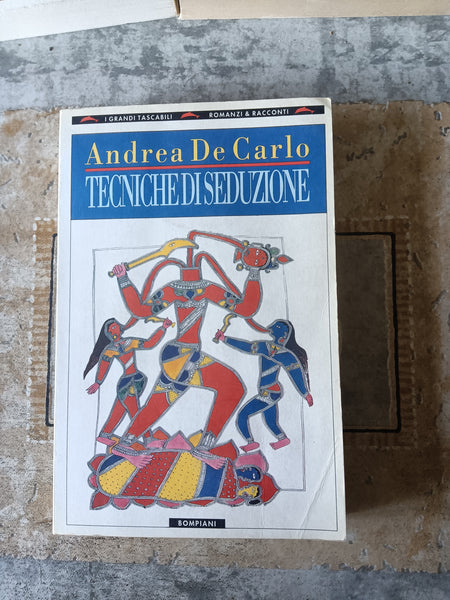 I GRANDI TASCABILI ROMANZI & RACCONTI
Andrea De Carlo
TECNICHE DI SEDUZIONE
BOMPIANI